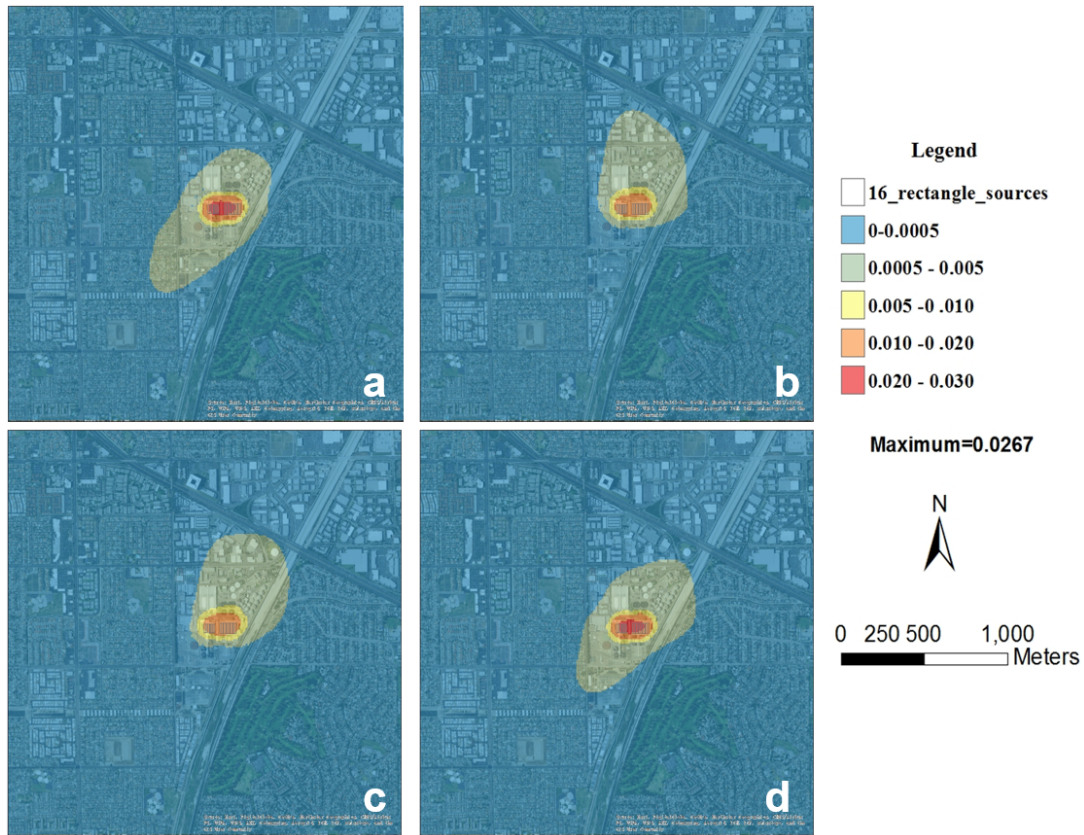 a
b
c
d
Legend
16_rectangle_sources
0-0.0005
0.0005 - 0.005
0.005 -0 .010
0.010 -0 .020
0.020 - 0.030
Maximum=0.0267
N
0 250 500 1,000
Meters